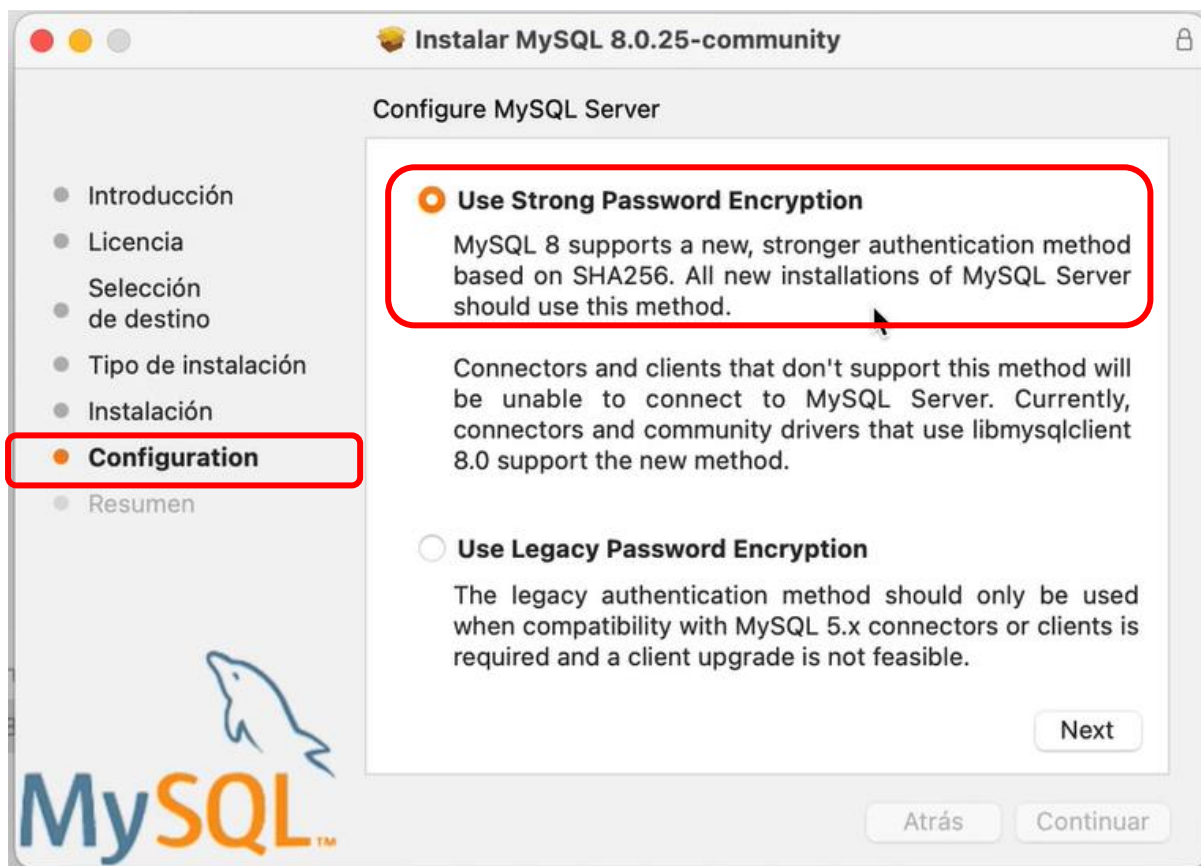 Instalar MySQL 8.0.25-community
Configure MySQL Server
Introducción
Licencia
Selección
de destino
Tipo de instalación
Instalación
Configuration
Resumen
Use Strong Password Encryption
MySQL 8 supports a new, stronger authentication method
based on SHA256. All new installations of MySQL Server
should use this method.
Connectors and clients that don't support this method will
be unable to connect to MySQL Server. Currently,
connectors and community drivers that use libmysqlclient
8.0 support the new method.
Use Legacy Password Encryption
The legacy authentication method should only be used
when compatibility with MySQL 5.x connectors or clients is
required and a client upgrade is not feasible.
Next
MySQL™
Atrás
Continuar